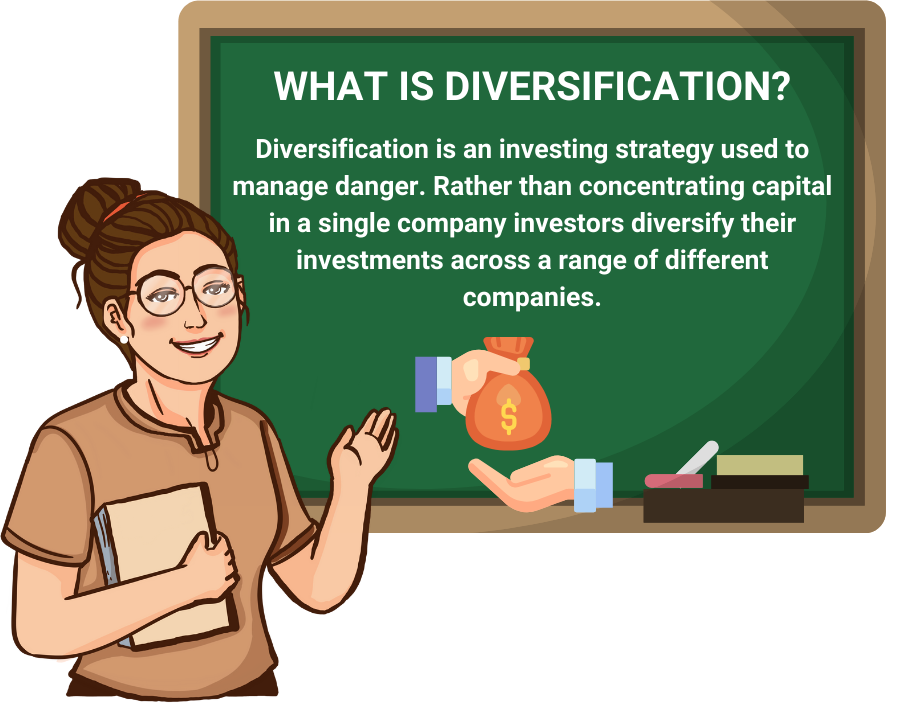 WHAT IS DIVERSIFICATION?
Diversification is an investing strategy used to
manage danger. Rather than concentrating capital
in a single company investors diversify their
investments across a range of different
companies.
$